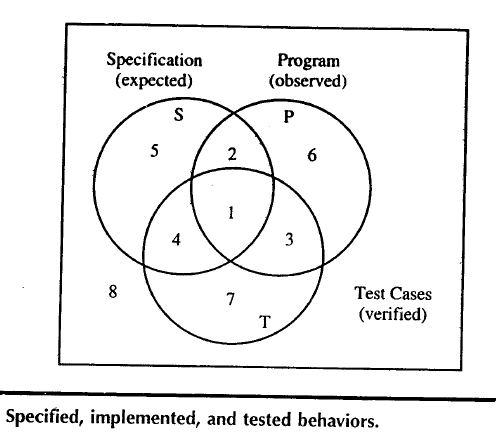 Specification
(expected)
Program
(observed)
S
P
5
2
6
1
4
3
8
7
T
Test Cases
(verified)
Specified, implemented, and tested behaviors.